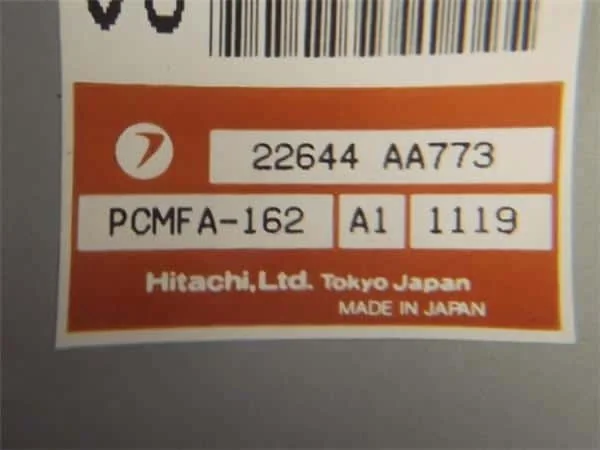 22644 AA773
PCMFA-162 A1 1119
Hitachi, Ltd. Tokyo Japan
MADE IN JAPAN